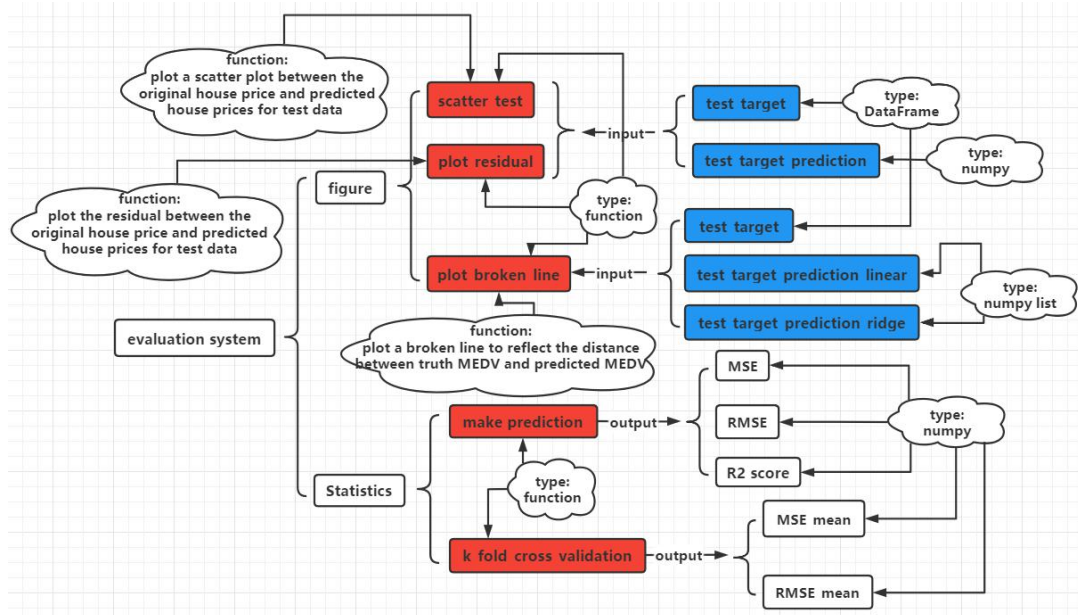 function:
plot a scatter plot between the
original house price and predicted
house prices for test data
scatter test
plot residual
input
test target
type:
DataFrame
test target prediction
type:
numpy
function:
plot the residual between the
original house price and predicted
house prices for test data
figure
type:
function
test target
plot broken line
input
test target prediction linear
type:
numpy list
test target prediction ridge
function:
plot a broken line to reflect the distance
between truth MEDV and predicted MEDV
evaluation system
MSE
make prediction
output
RMSE
type:
numpy
R2 score
Statistics
type:
function
MSE mean
k fold cross validation
output
RMSE mean